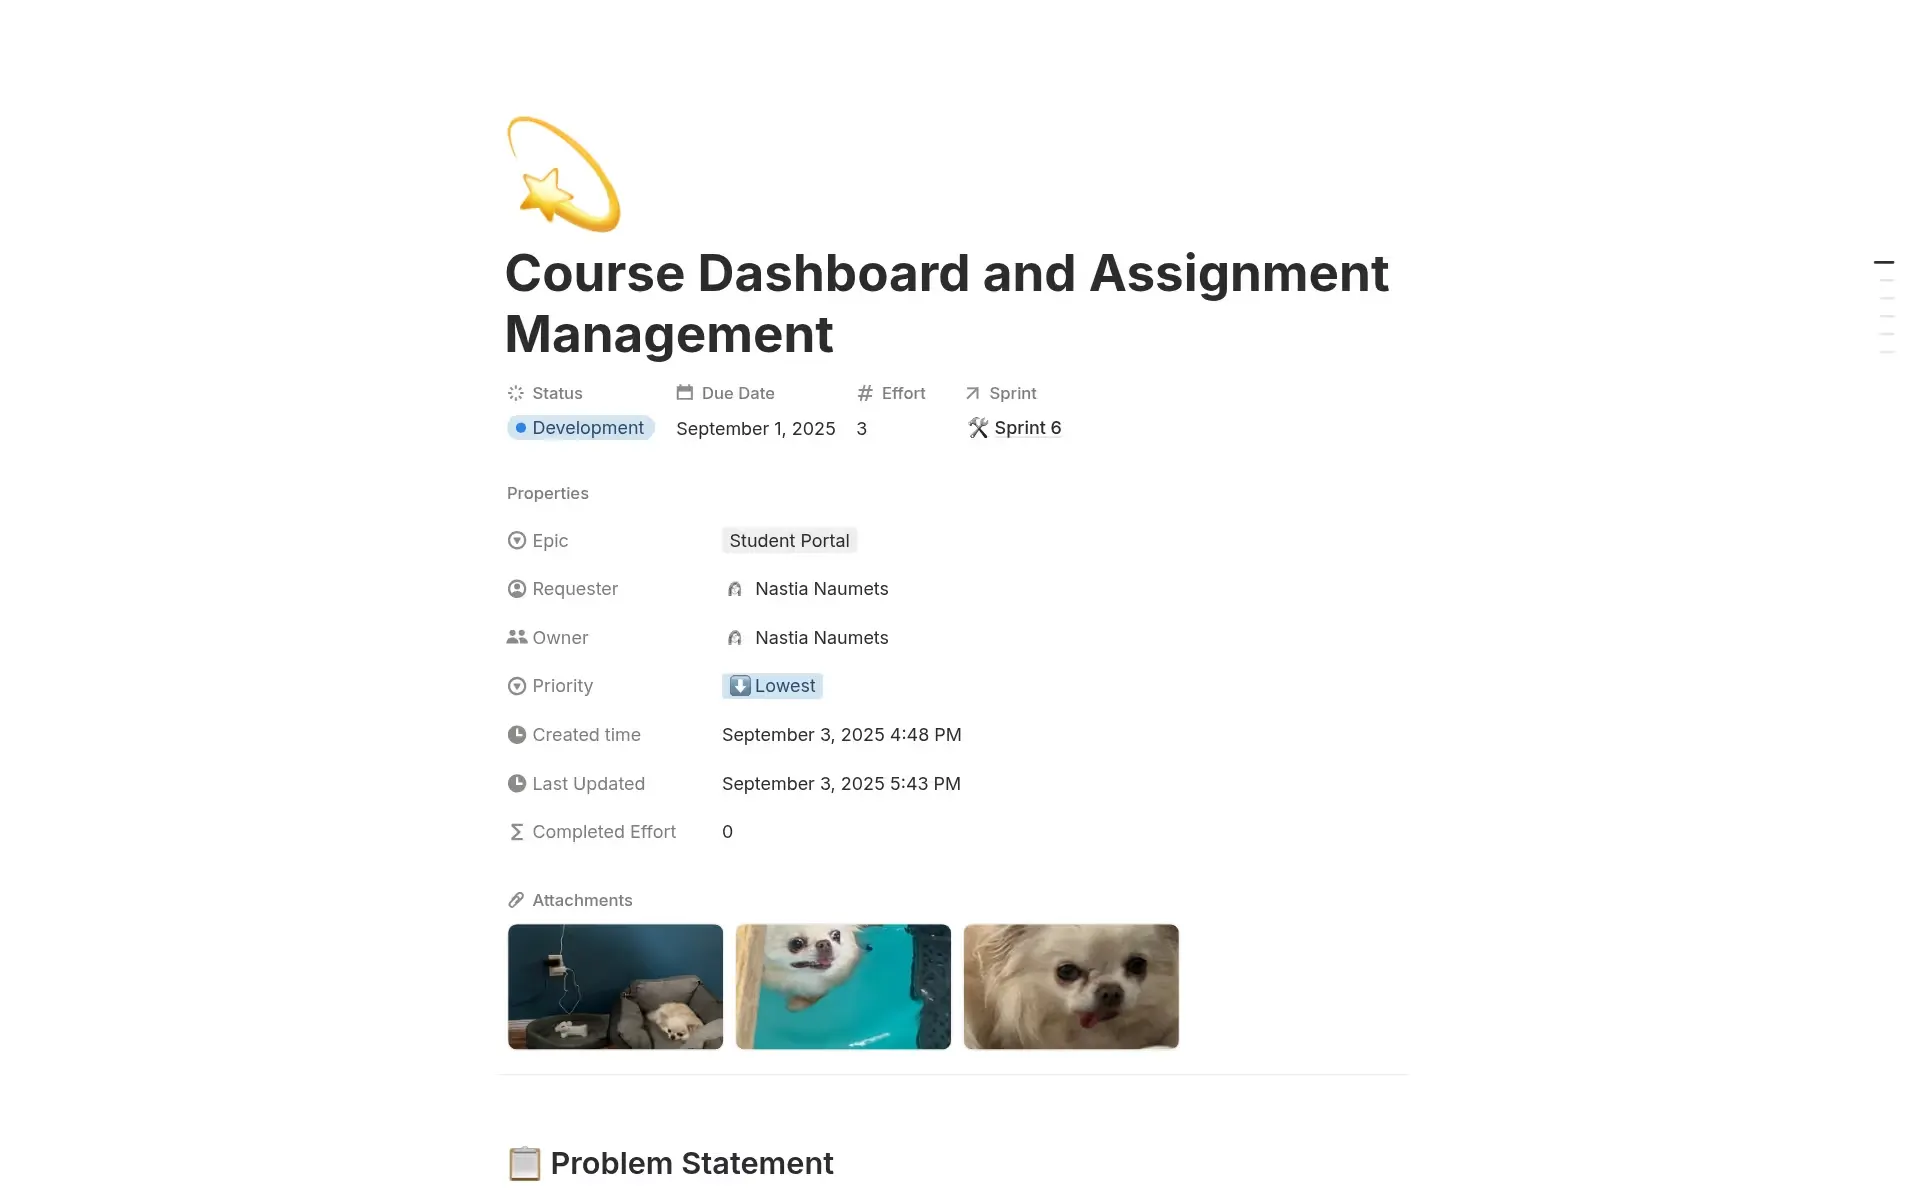 Course Dashboard and Assignment
Management
Status Due Date Effort Sprint
Development September 1, 2025 3 Sprint 6
Properties
Epic Student Portal
Requester Nastia Naumets
Owner Nastia Naumets
Priority Lowest
Created time September 3, 2025 4:48 PM
Last Updated September 3, 2025 5:43 PM
Completed Effort 0
Attachments
Problem Statement